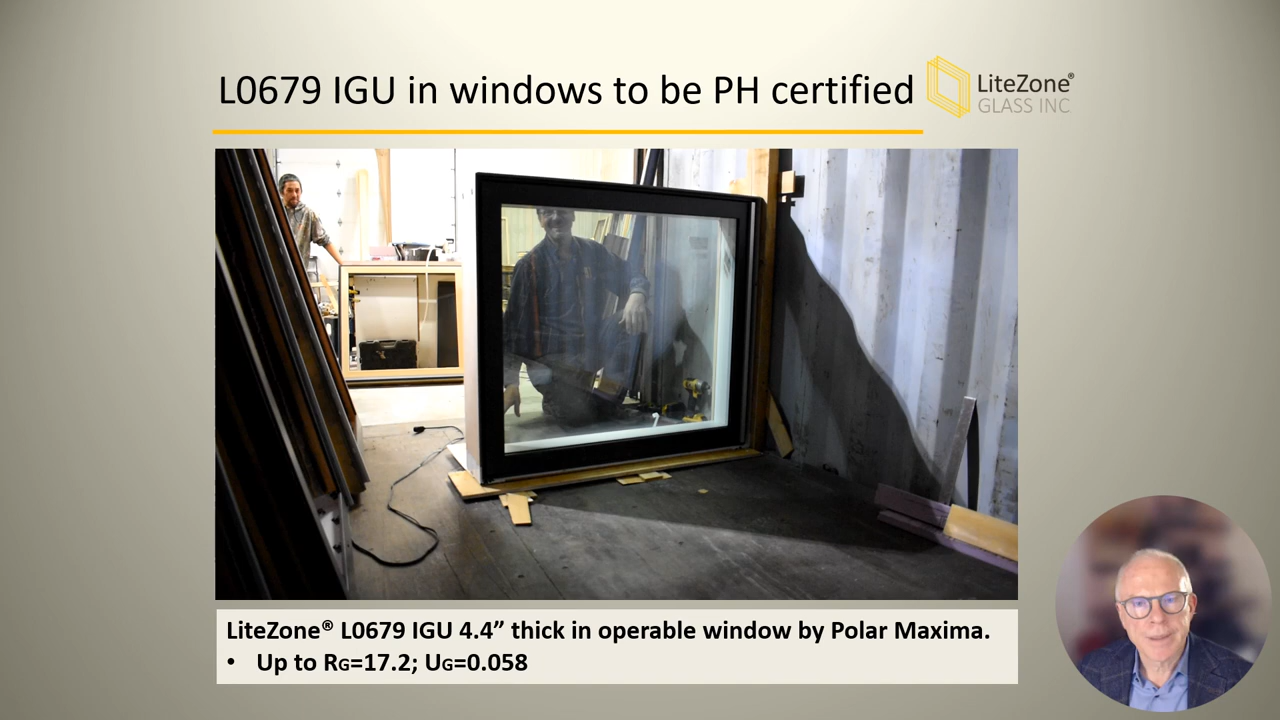 L0679 IGU in windows to be PH certified
LiteZone®
GLASS INC
LiteZone® L0679 IGU 4.4” thick in operable window by Polar Maxima.
• Up to RG=17.2; UG=0.058